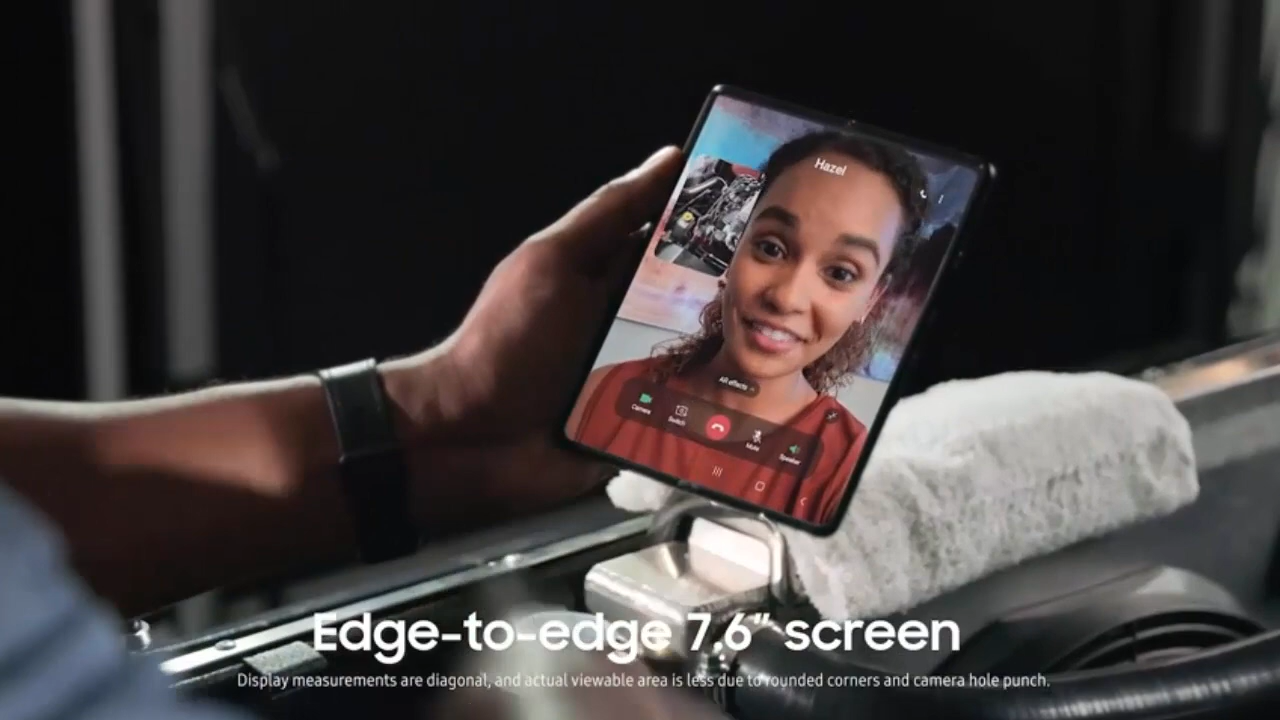 Hazel
AR effects
Camera
Switch
Mute
Speaker
Edge-to-edge 7.6” screen
Display measurements are diagonal, and actual viewable area is less due to rounded corners and camera hole punch.